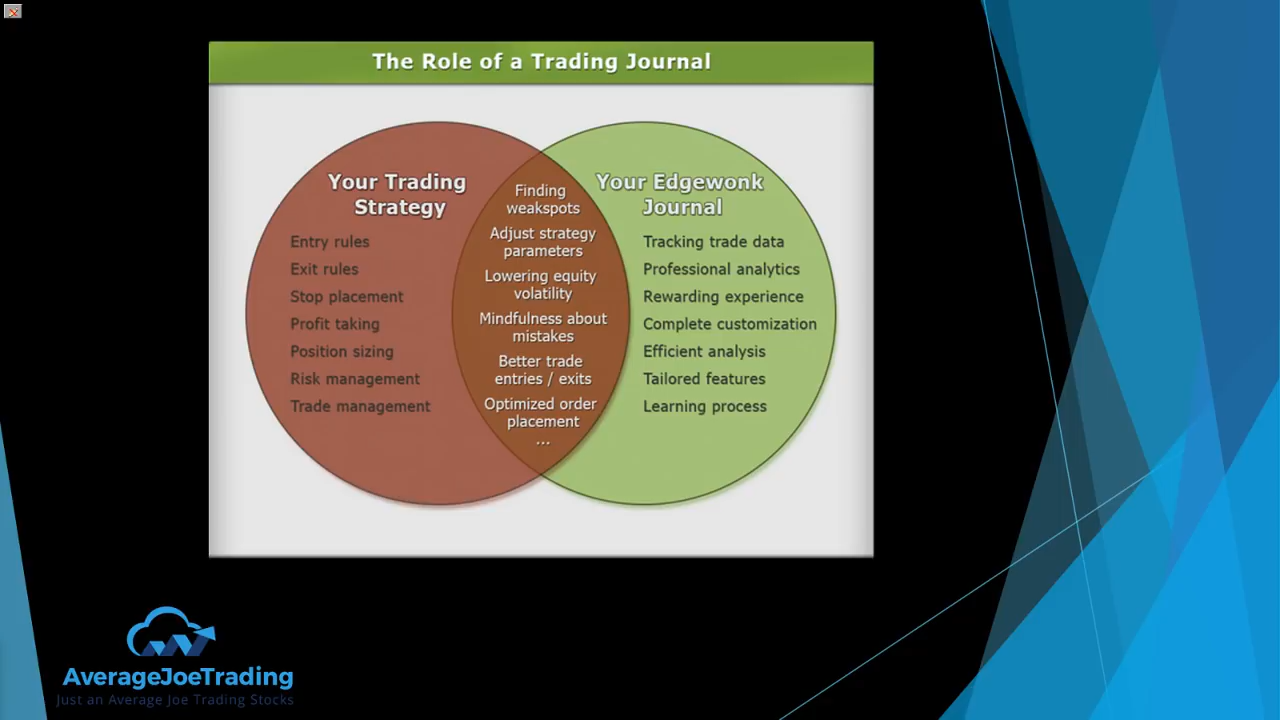 The Role of a Trading Journal
Your Trading
Strategy
Entry rules
Exit rules
Stop placement
Profit taking
Position sizing
Risk management
Trade management
Finding
weakspots
Adjust strategy
parameters
Lowering equity
volatility
Mindfulness about
mistakes
Better trade
entries / exits
Optimized order
placement
...
Your Edgewonk
Journal
Tracking trade data
Professional analytics
Rewarding experience
Complete customization
Efficient analysis
Tailored features
Learning process
AverageJoeTrading
Just an Average Joe Trading Stocks